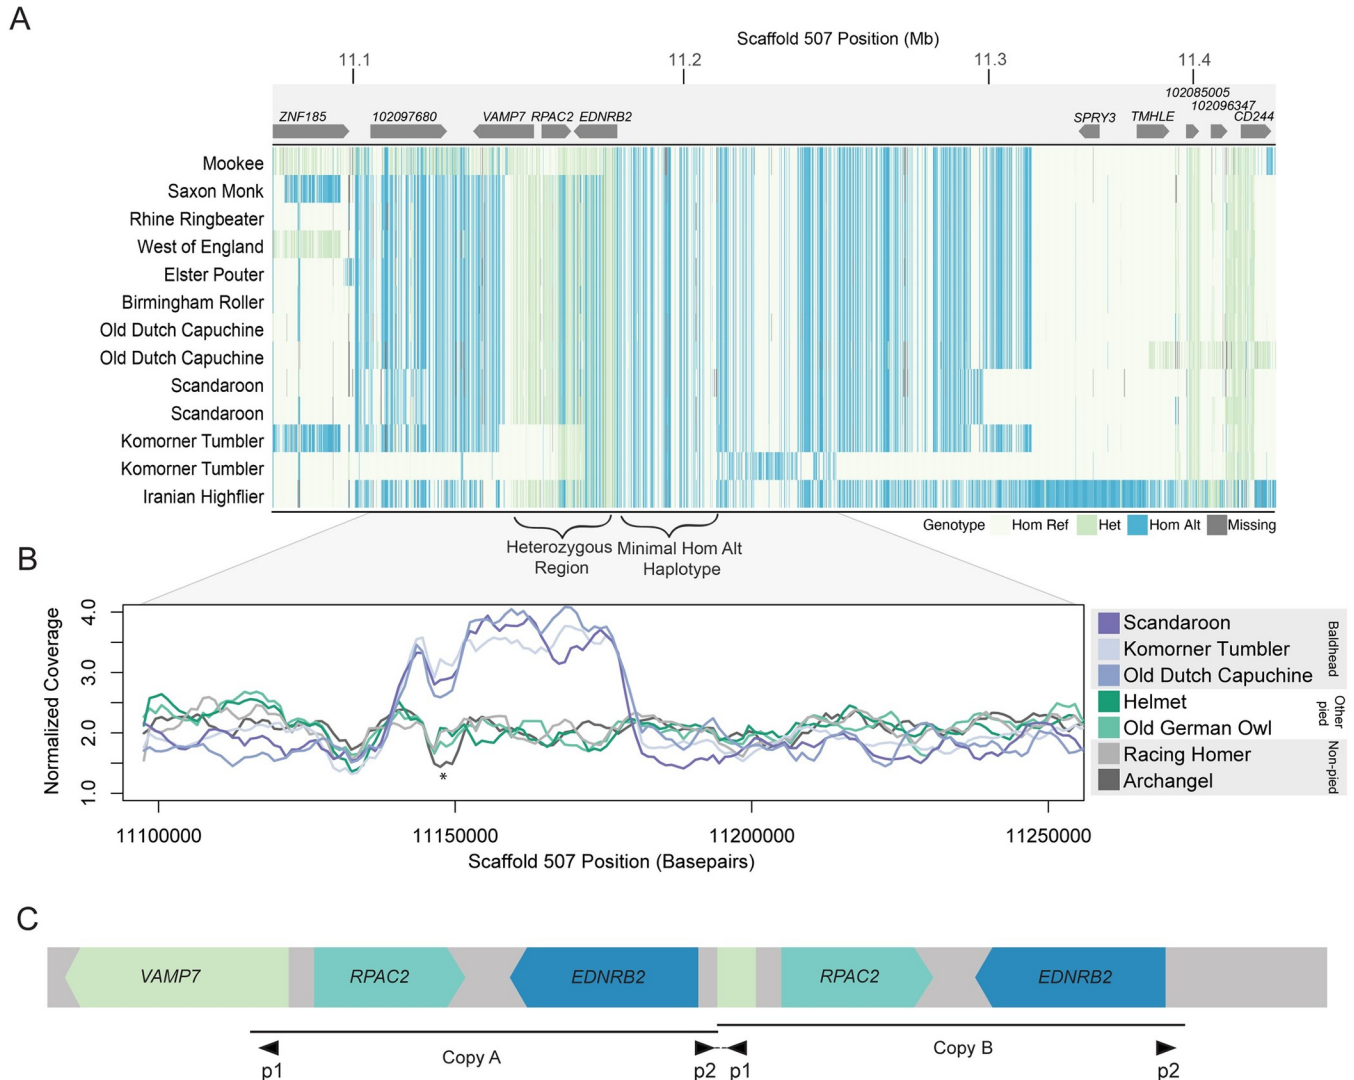 A
Scaffold 507 Position (Mb)
11.1 11.2 11.3 11.4
102085005
102096347
ZNF185 102097680 VAMP7 RPAC2 EDNRB2 SPRY3 TMHLE CD244
Mookee
Saxon Monk
Rhine Ringbeater
West of England
Elster Pouter
Birmingham Roller
Old Dutch Capuchine
Old Dutch Capuchine
Scandaroon
Scandaroon
Komorner Tumbler
Komorner Tumbler
Iranian Highflier
Genotype Hom Ref Het Hom Alt Missing
Heterozygous
Region
Minimal Hom Alt
Haplotype
B
Normalized Coverage
4.0
3.0
2.0
1.0
*
11100000 11150000 11200000 11250000
Scaffold 507 Position (Basepairs)
Scandaroon
Komorner Tumbler
Old Dutch Capuchine
Baldhead
Helmet
Old German Owl
Other
pied
Racing Homer
Archangel
Non-pied
C
VAMP7 RPAC2 EDNRB2 RPAC2 EDNRB2
Copy A Copy B
p1 p2 p1 p2